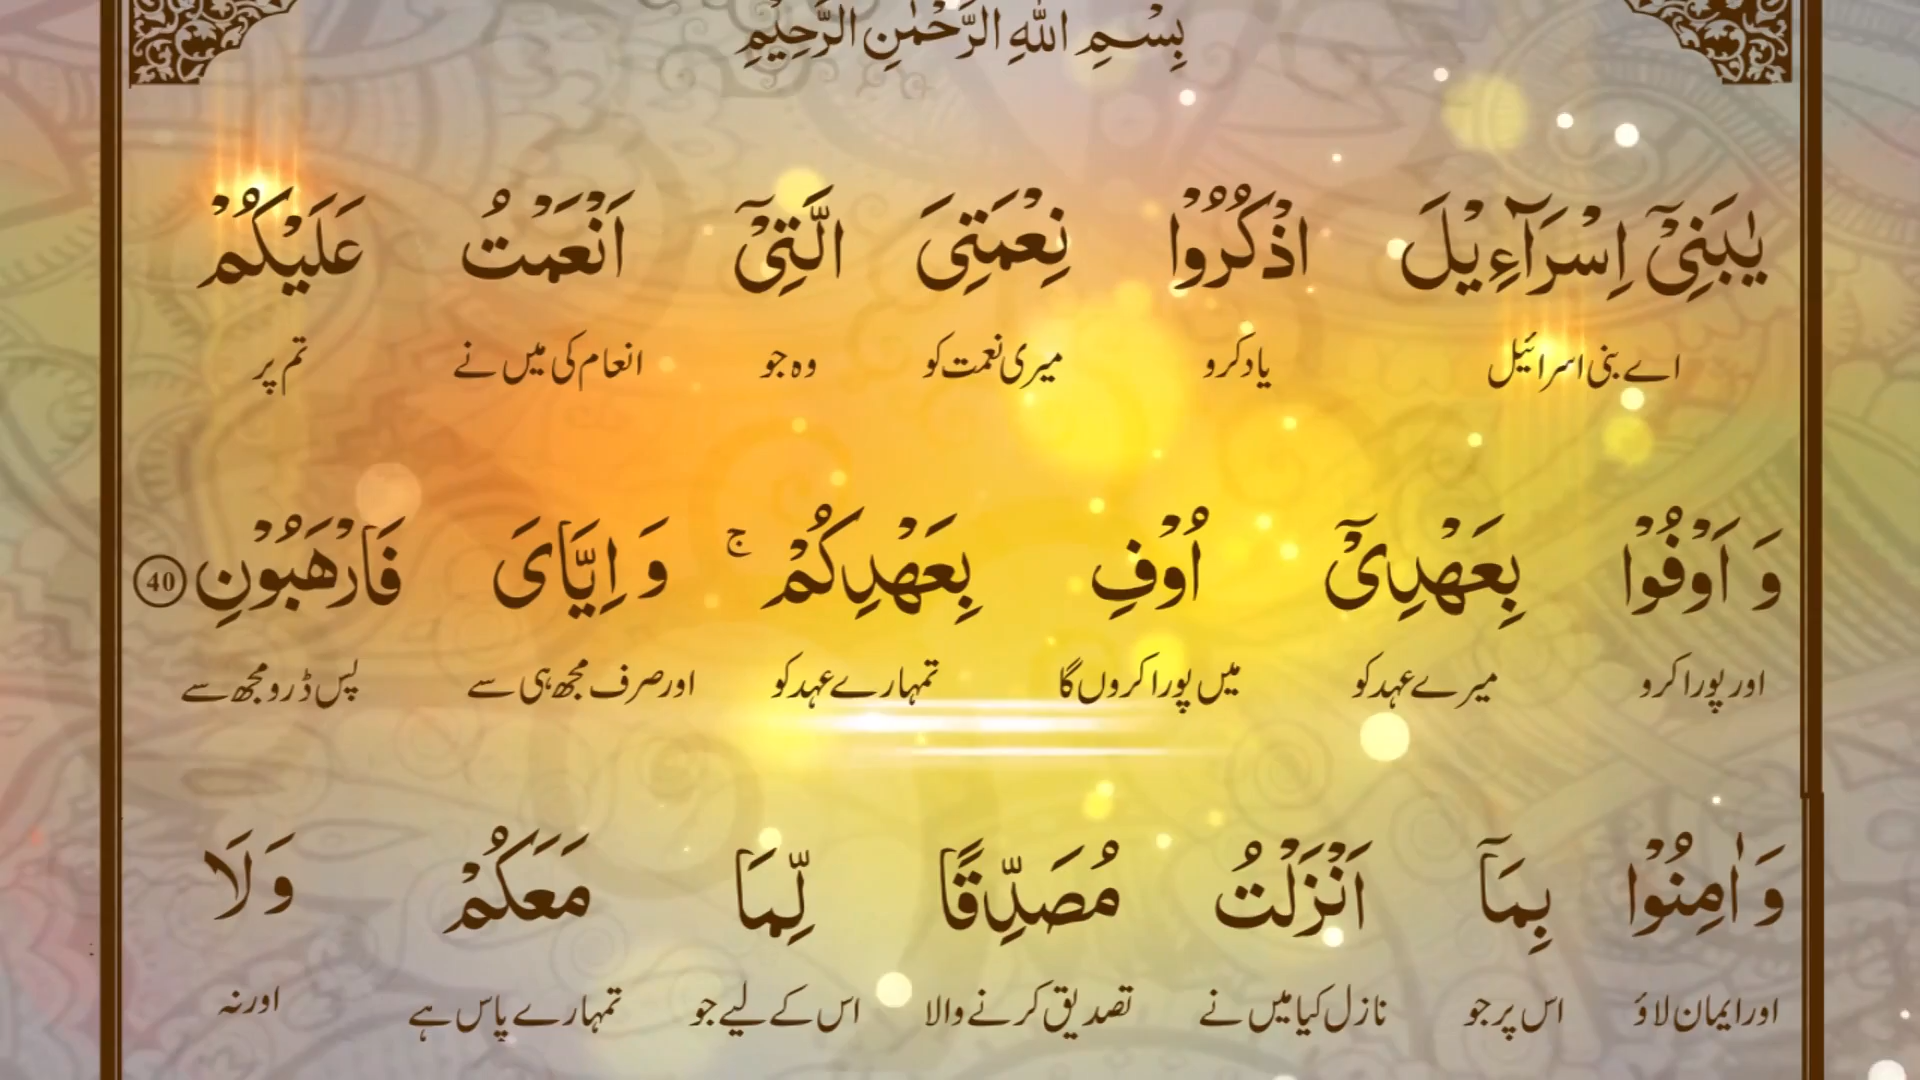 بِسْمِ اللّٰهِ الرَّحْمٰنِ الرَّحِيْمِ
يٰبَنِىْٓ اِسْرَآءِيْلَ اذْكُرُوْا نِعْمَتِىَ الَّتِىْٓ اَنْعَمْتُ عَلَيْكُمْ
اے بنی اسرائیل یاد کرو میری نعمت کو وہ جو انعام کی میں نے تم پر
وَ اَوْفُوْا بِعَهْدِىْٓ اُوْفِ بِعَهْدِكُمْ ۚ وَ اِيَّاىَ فَارْهَبُوْنِ 40
اور پورا کرو میرے عہد کو میں پورا کروں گا تمہارے عہد کو اور صرف مجھ ہی سے پس ڈرو مجھ سے
وَ اٰمِنُوْا بِمَآ اَنْزَلْتُ مُصَدِّقًا لِّمَا مَعَكُمْ وَلَا
اور ایمان لاؤ اس پر جو نازل کیا میں نے تصدیق کرنے والا اس کے لیے جو تمہارے پاس ہے اور نہ